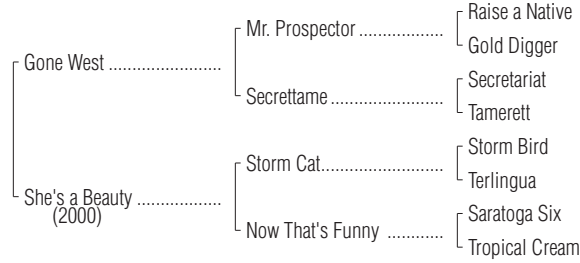 Raise a Native
Mr. Prospector ..................
Gold Digger
Gone West ........................
Secretariat
Secrettame ........................
Tamerett
Storm Bird
Storm Cat..........................
Terlingua
She's a Beauty ..................
(2000)
Saratoga Six
Now That's Funny ............
Tropical Cream